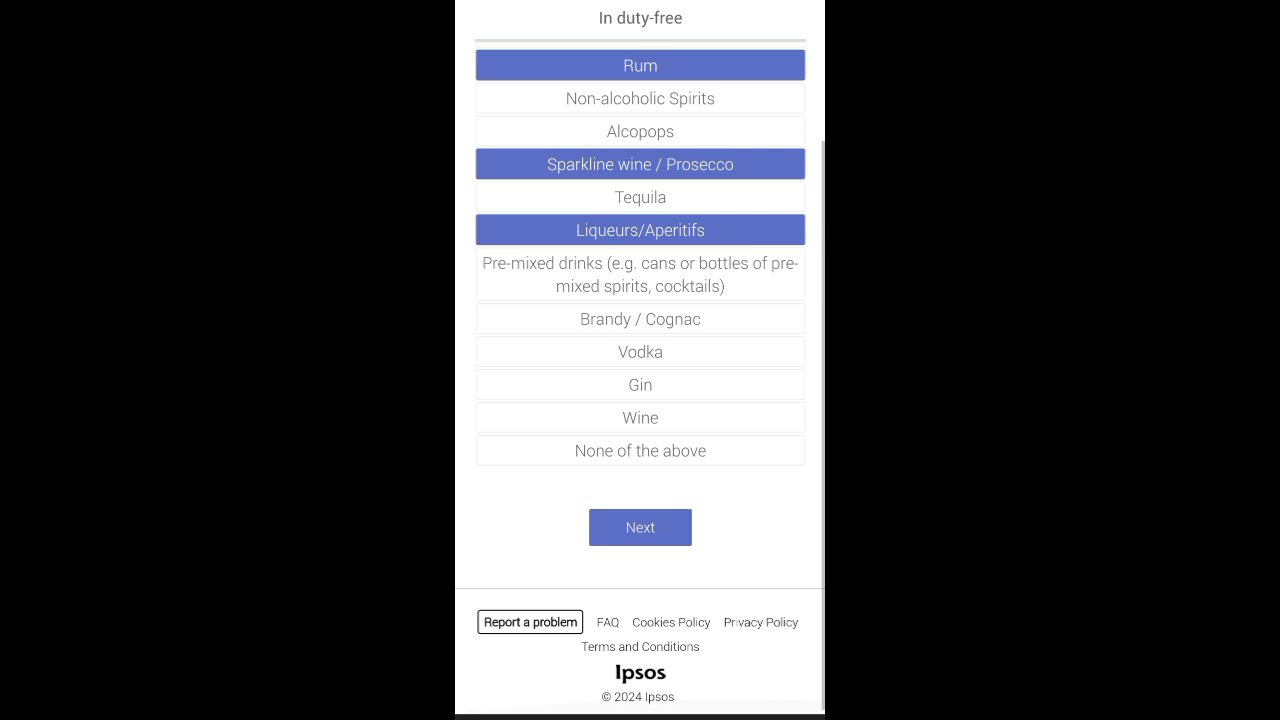 In duty-free
Rum
Non-alcoholic Spirits
Alcopops
Sparkline wine / Prosecco
Tequila
Liqueurs/Aperitifs
Pre-mixed drinks (e.g. cans or bottles of pre-
mixed spirits, cocktails)
Brandy / Cognac
Vodka
Gin
Wine
None of the above
Next
Report a problem FAQ Cookies Policy Privacy Policy
Terms and Conditions
Ipsos
© 2024 Ipsos